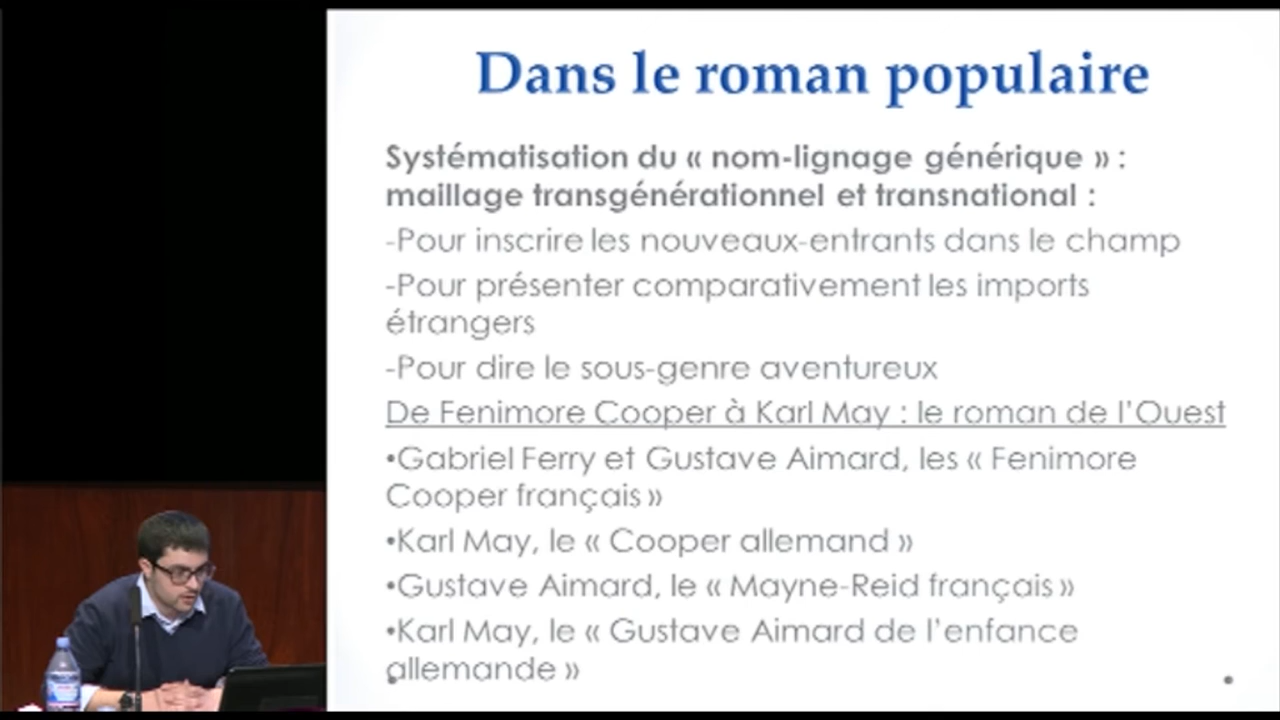 Dans le roman populaire
Systématisation du « nom-lignage générique » :
maillage transgénérationnel et transnational :
-Pour inscrire les nouveaux-entrants dans le champ
-Pour présenter comparativement les imports
étrangers
-Pour dire le sous-genre aventureux
De Fenimore Cooper à Karl May : le roman de l’Ouest
•Gabriel Ferry et Gustave Aimard, les « Fenimore
Cooper français »
•Karl May, le « Cooper allemand »
•Gustave Aimard, le « Mayne-Reid français »
•Karl May, le « Gustave Aimard de l’enfance
allemande »